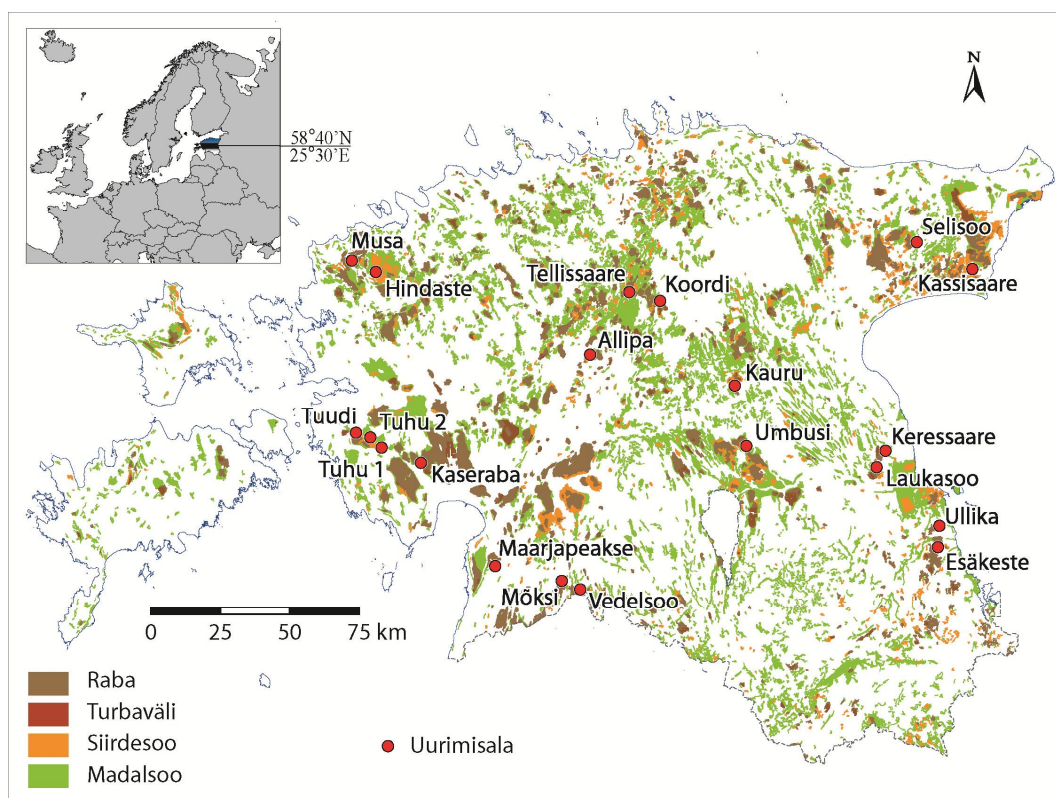 N
58°40'N
25°30'E
Musa
Hindaste
Tellissaare
Koordi
Selisoo
Kassisaare
Allipa
Kauru
Tuudi
Tuhu 2
Tuhu 1
Kaseraba
Umbusi
Keressaare
Laukasoo
Ullika
Esäkeste
Maarjapeakse
Mõksi
Vedelsoo
0 25 50 75 km
Raba
Turbaväli
Siirdesoo
Madalsoo
Uurimisala